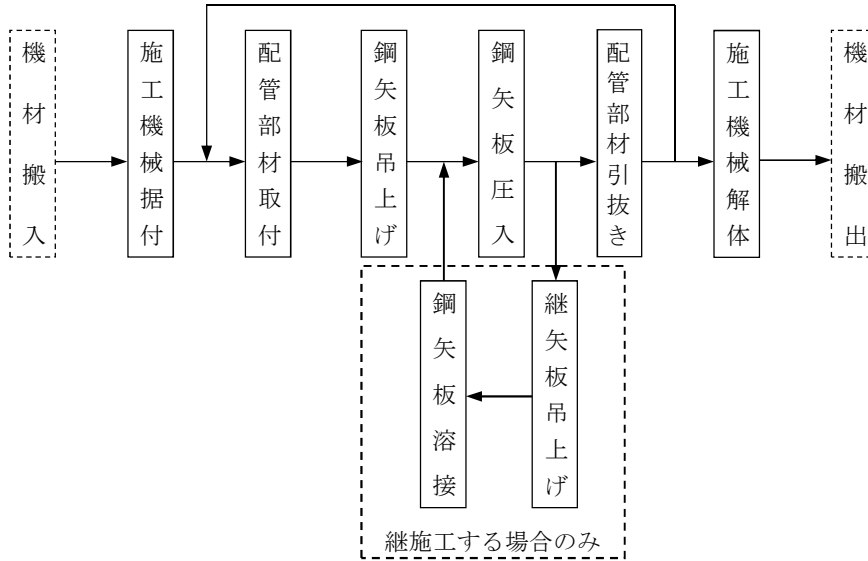 機材搬入
施工機械据付
配管部材取付
鋼矢板吊上げ
鋼矢板圧入
配管部材引抜き
施工機械解体
機材搬出
鋼矢板溶接
継矢板吊上げ
継施工する場合のみ